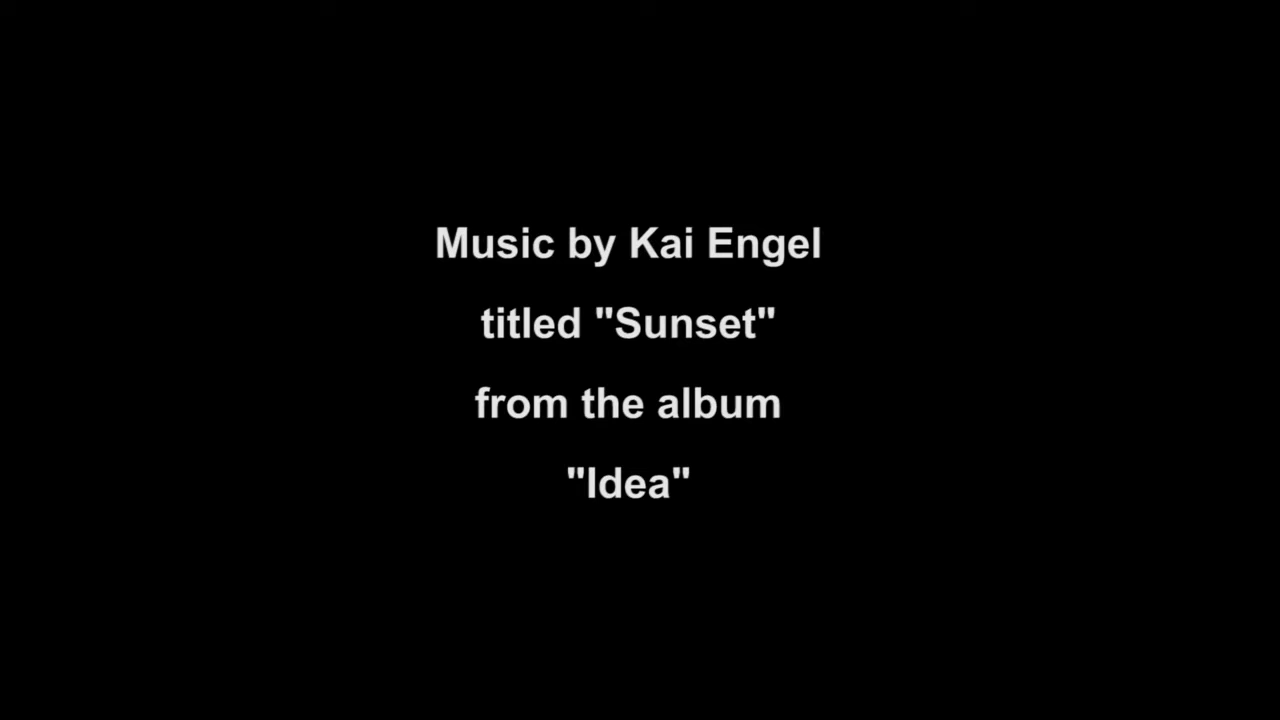 Music by Kai Engel
titled "Sunset"
from the album
"Idea"